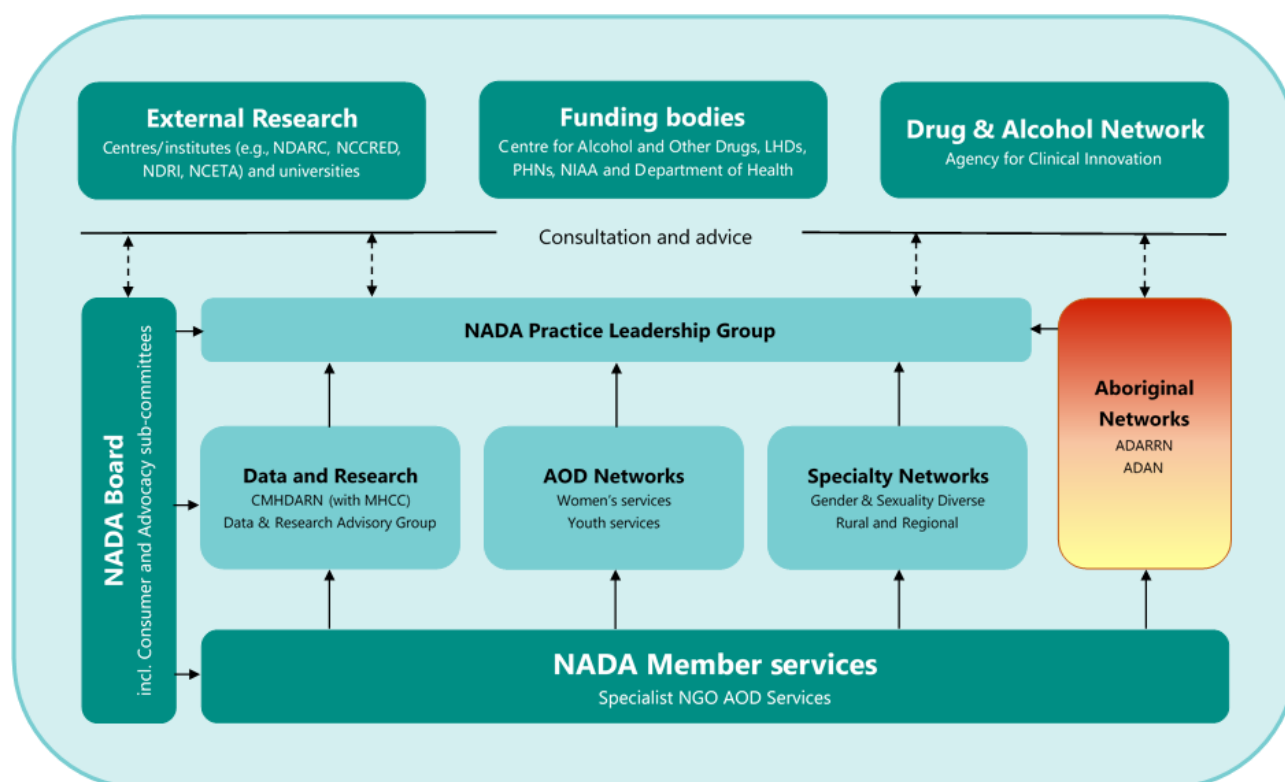 External Research
Centres/institutes (e.g., NDARC, NCCRED,
NDRI, NCETA) and universities
Funding bodies
Centre for Alcohol and Other Drugs, LHDs,
PHNs, NIAA and Department of Health
Drug & Alcohol Network
Agency for Clinical Innovation
Consultation and advice
NADA Board
incl. Consumer and Advocacy sub-committees
NADA Practice Leadership Group
Data and Research
CMHDARN (with MHCC)
Data & Research Advisory Group
AOD Networks
Women's services
Youth services
Specialty Networks
Gender & Sexuality Diverse
Rural and Regional
Aboriginal
Networks
ADARRN
ADAN
NADA Member services
Specialist NGO AOD Services